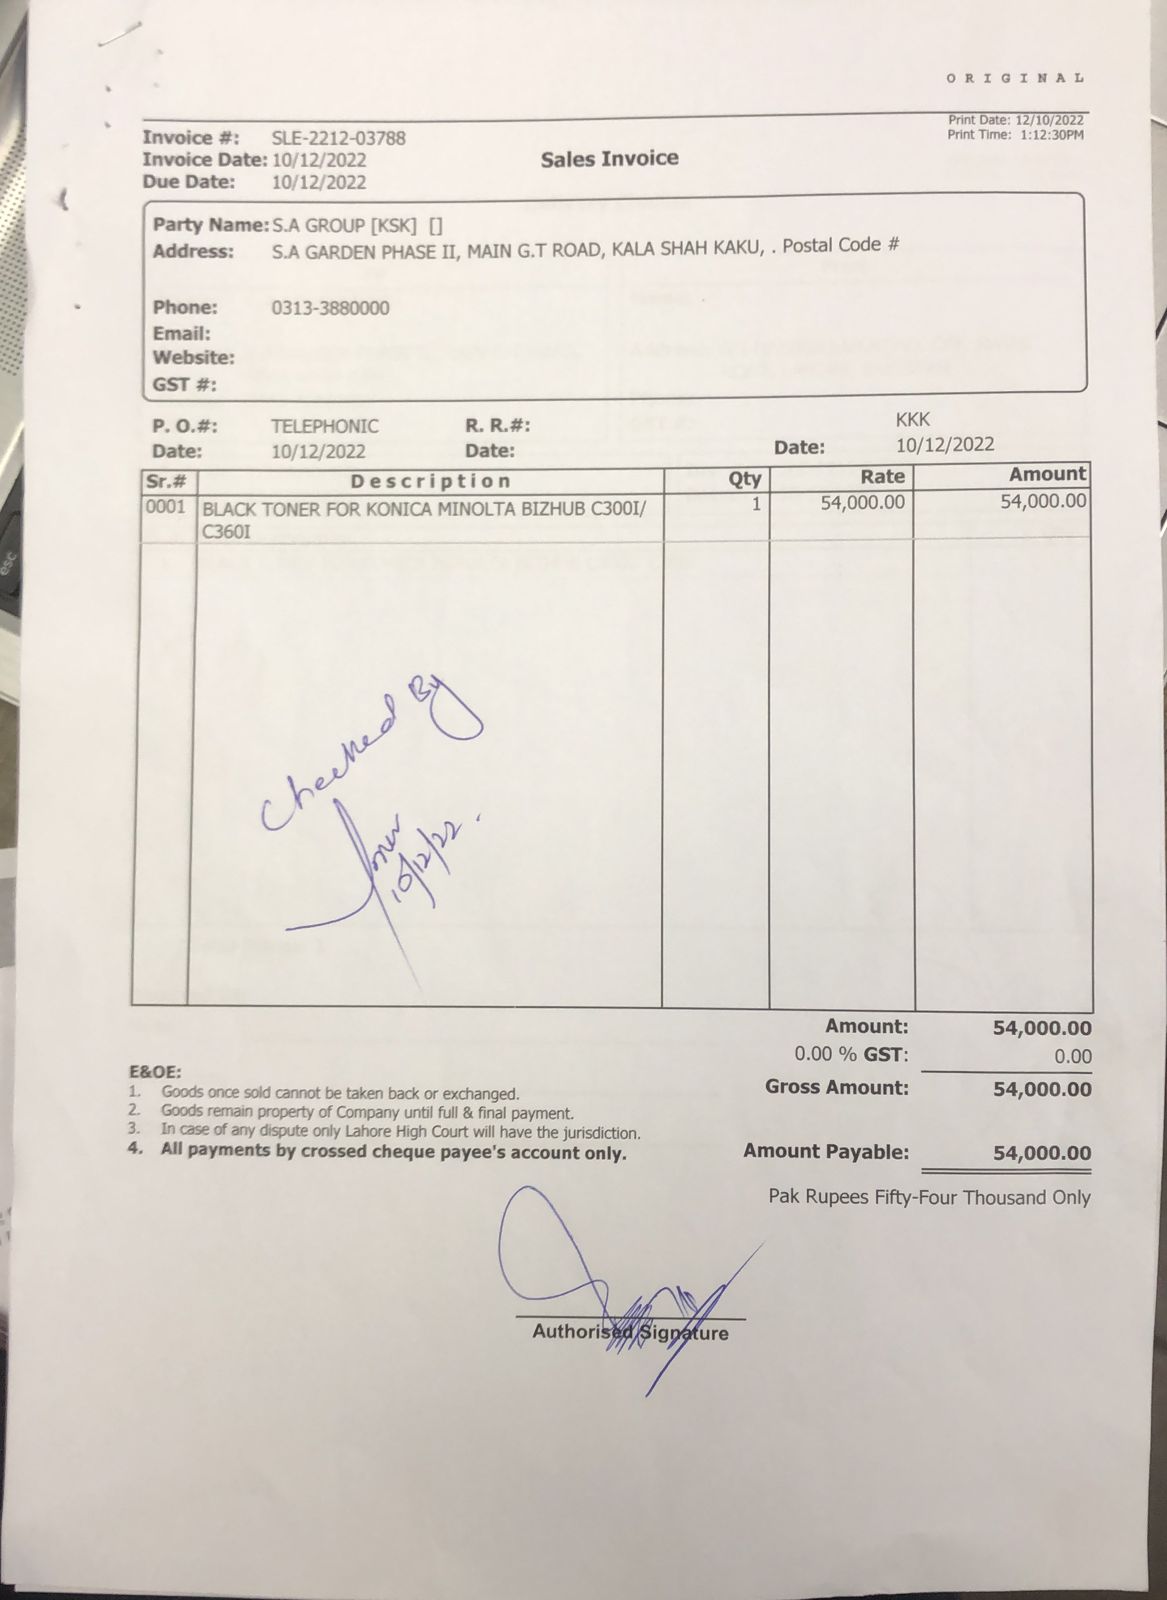 O R I G I N A L
Print Date: 12/10/2022
Print Time: 1:12:30PM
Invoice #: SLE-2212-03788
Invoice Date: 10/12/2022
Sales Invoice
Due Date: 10/12/2022
Party Name: S.A GROUP [KSK] []
Address: S.A GARDEN PHASE II, MAIN G.T ROAD, KALA SHAH KAKU, . Postal Code #
Phone: 0313-3880000
Email:
Website:
GST #:
P. O.#: TELEPHONIC R. R.#: KKK
Date: 10/12/2022 Date: Date: 10/12/2022
Sr.# Description Qty Rate Amount
0001 BLACK TONER FOR KONICA MINOLTA BIZHUB C300I/ 1 54,000.00 54,000.00
C360I
Checked By
10/12/22.
Amount: 54,000.00
0.00 % GST: 0.00
Gross Amount: 54,000.00
E&OE:
1. Goods once sold cannot be taken back or exchanged.
2. Goods remain property of Company until full & final payment.
3. In case of any dispute only Lahore High Court will have the jurisdiction.
4. All payments by crossed cheque payee's account only.
Amount Payable: 54,000.00
Pak Rupees Fifty-Four Thousand Only
Authorised Signature
esc